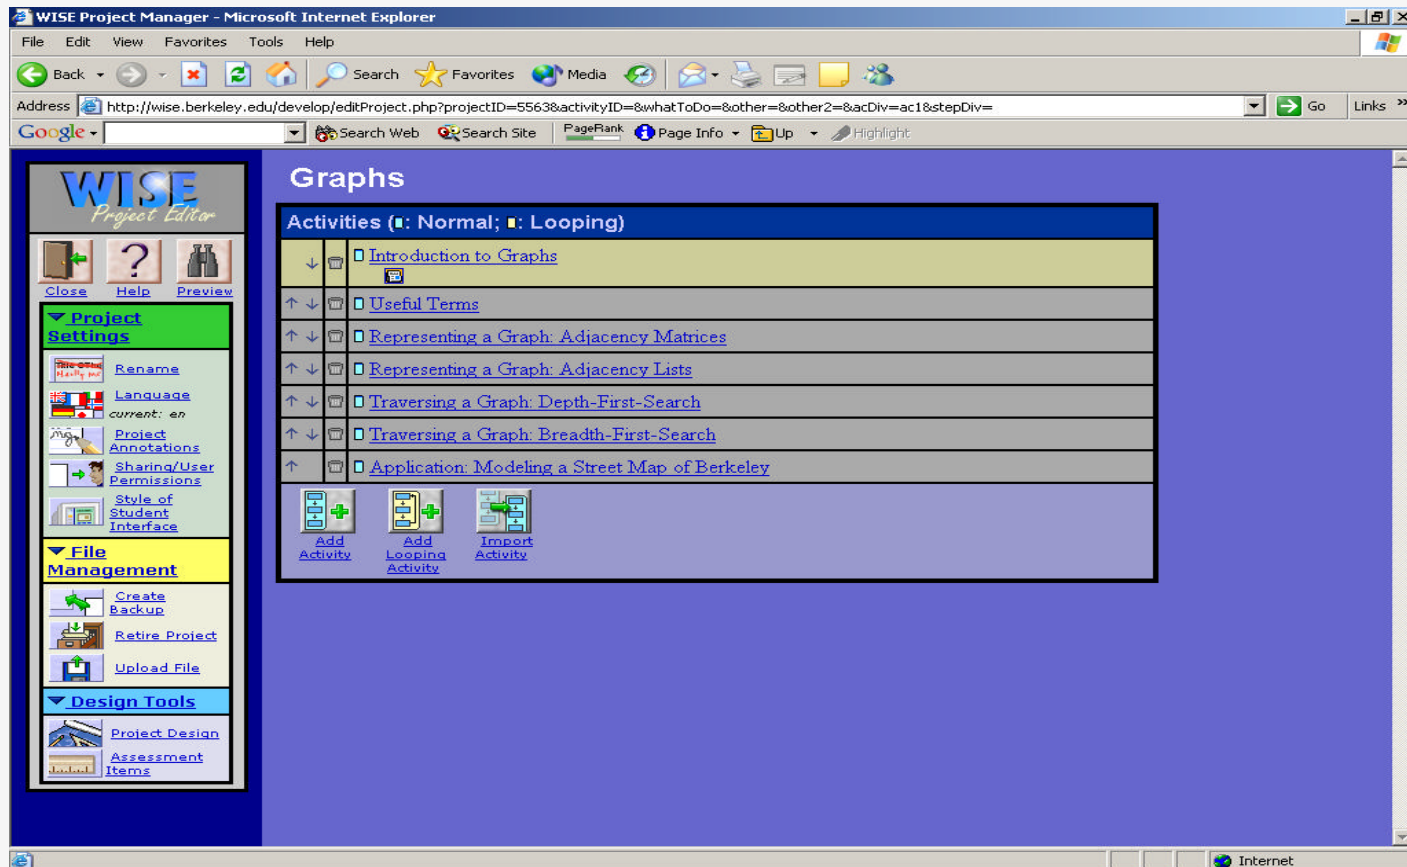 WISE Project Manager - Microsoft Internet Explorer
File Edit View Favorites Tools Help
Back Search Favorites Media
Address http://wise.berkeley.edu/develop/editProject.php?projectID=5563&activityID=&whatToDo=&other=&other2=&acDiv=ac1&stepDiv= Go Links »
Google Search Web Search Site PageRank Page Info Up Highlight
WISE
Project Editor
Close Help Preview
Project
Settings
Rename
Language
current: en
Project
Annotations
Sharing/User
Permissions
Style of
Student
Interface
File
Management
Create
Backup
Retire Project
Upload File
Design Tools
Project Design
Assessment
Items
Graphs
Activities (: Normal; : Looping)
Introduction to Graphs
Useful Terms
Representing a Graph: Adjacency Matrices
Representing a Graph: Adjacency Lists
Traversing a Graph: Depth-First-Search
Traversing a Graph: Breadth-First-Search
Application: Modeling a Street Map of Berkeley
Add
Activity
Add
Looping
Activity
Import
Activity
Internet